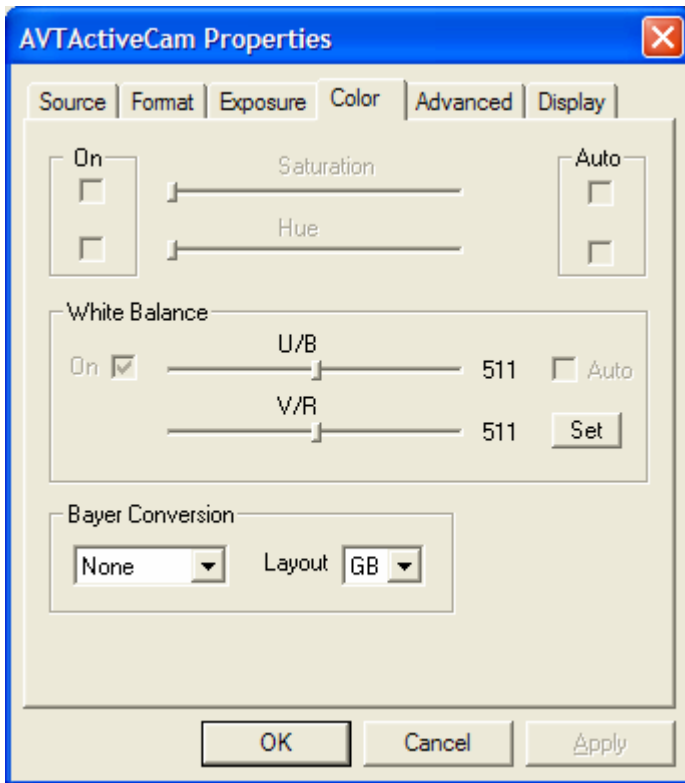 AVTActiveCam Properties
Source Format Exposure Color Advanced Display
On Saturation Auto
Hue
White Balance
U/B
On 511 Auto
V/R
511 Set
Bayer Conversion
None Layout GB
OK Cancel Apply